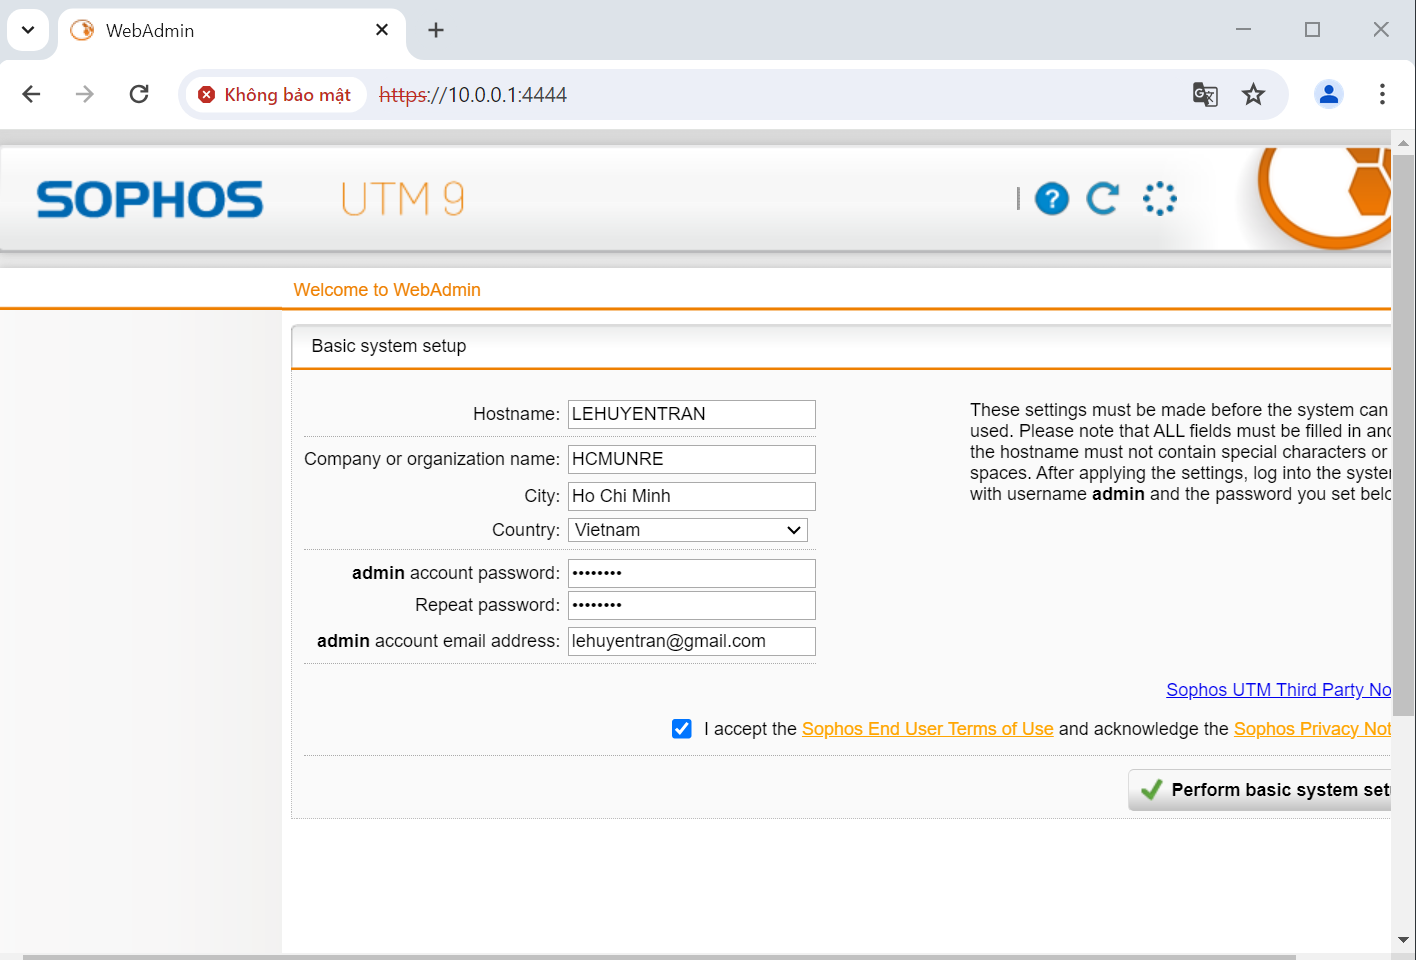 WebAdmin
Không bảo mật https://10.0.0.1:4444
SOPHOS UTM 9
Welcome to WebAdmin
Basic system setup
Hostname: LEHUYENTRAN
Company or organization name: HCMUNRE
City: Ho Chi Minh
Country: Vietnam
admin account password: ••••••••
Repeat password: ••••••••
admin account email address: lehuyentran@gmail.com
These settings must be made before the system can
used. Please note that ALL fields must be filled in and
the hostname must not contain special characters or
spaces. After applying the settings, log into the system
with username admin and the password you set
Sophos UTM Third Party
I accept the Sophos End User Terms of Use and acknowledge the Sophos Privacy
Perform basic system